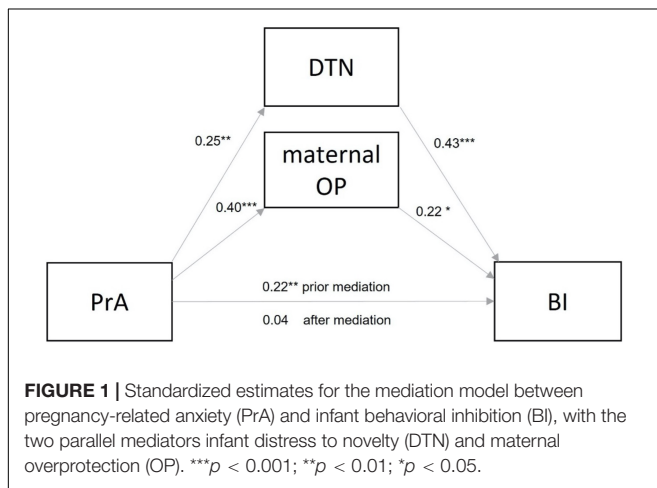 DTN
0.25**
0.43***
maternal
OP
0.40***
0.22 *
PrA
0.22** prior mediation
0.04 after mediation
BI
FIGURE 1 | Standardized estimates for the mediation model between
pregnancy-related anxiety (PrA) and infant behavioral inhibition (BI), with the
two parallel mediators infant distress to novelty (DTN) and maternal
overprotection (OP). ***p < 0.001; **p < 0.01; *p < 0.05.